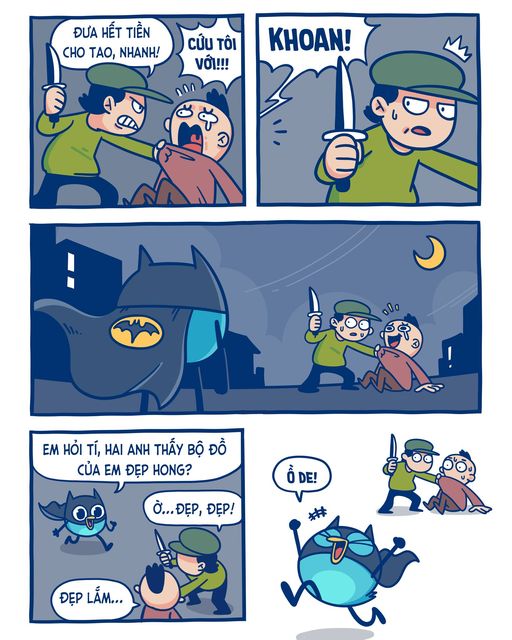 ĐƯA HẾT TIỀN
CHO TAO, NHANH!
CỨU TÔI
VỚI!!!
KHOAN!
EM HỎI TÍ, HAI ANH THẤY BỘ ĐỒ
CỦA EM ĐẸP HONG?
Ờ...ĐẸP, ĐẸP!
ĐẸP LẮM...
Ồ DE!